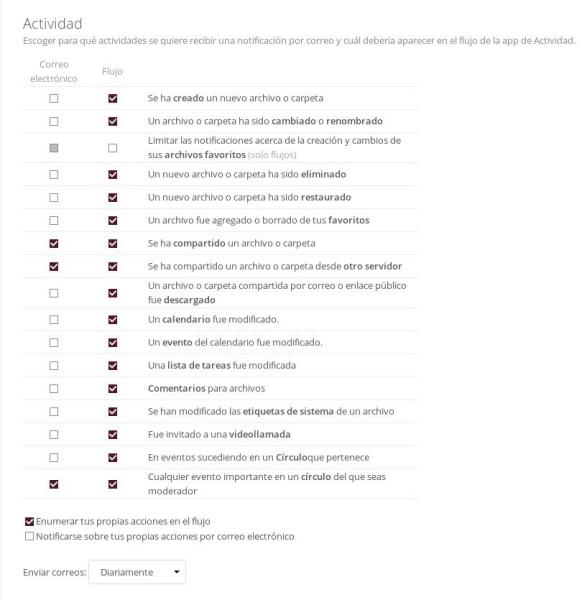 Actividad
Escoger para qué actividades se quiere recibir una notificación por correo y cuál debería aparecer en el flujo de la app de Actividad.
Correo
electrónico
Flujo
Se ha creado un nuevo archivo o carpeta
Un archivo o carpeta ha sido cambiado o renombrado
Limitar las notificaciones acerca de la creación y cambios de
sus archivos favoritos (solo flujos)
Un nuevo archivo o carpeta ha sido eliminado
Un nuevo archivo o carpeta ha sido restaurado
Un archivo fue agregado o borrado de tus favoritos
Se ha compartido un archivo o carpeta
Se ha compartido un archivo o carpeta desde otro servidor
Un archivo o carpeta compartida por correo o enlace público
fue descargado
Un calendario fue modificado.
Un evento del calendario fue modificado.
Una lista de tareas fue modificada
Comentarios para archivos
Se han modificado las etiquetas de sistema de un archivo
Fue invitado a una videollamada
En eventos sucediendo en un Círculoque pertenece
Cualquier evento importante en un círculo del que seas
moderador
Enumerar tus propias acciones en el flujo
Notificarse sobre tus propias acciones por correo electrónico
Enviar correos: Diariamente